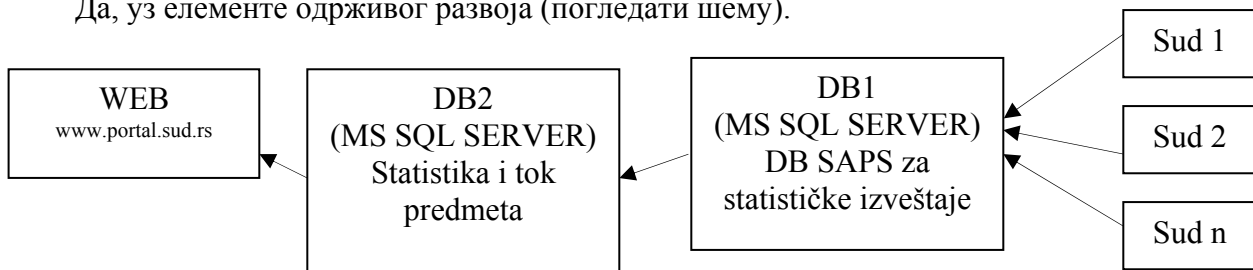 Да, уз елементе одрживог развоја (погледати шему).
WEB
www.portal.sud.rs
DB2
(MS SQL SERVER)
Statistika i tok
predmeta
DB1
(MS SQL SERVER)
DB SAPS za
statističke izveštaje
Sud 1
Sud 2
Sud n